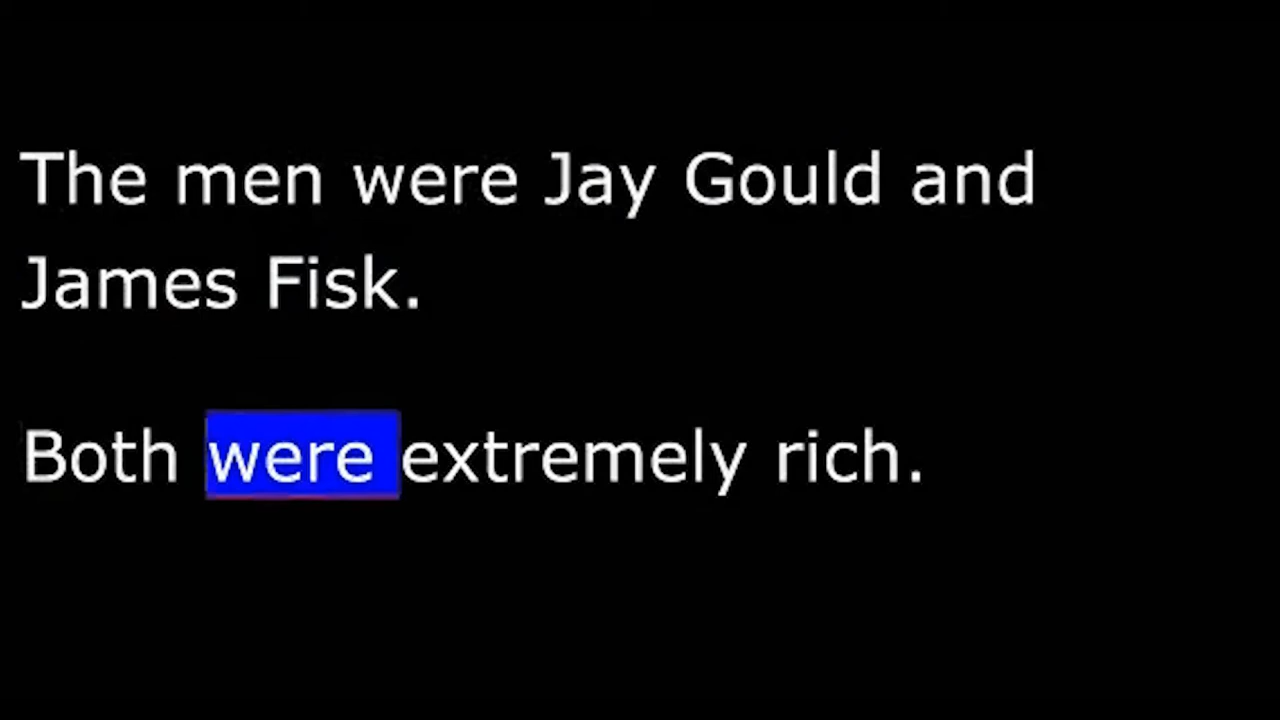 The men were Jay Gould and
James Fisk.
Both were extremely rich.